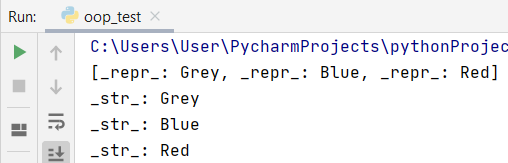 Run: oop_test
C:\Users\User\PycharmProjects\pythonProjec
[_repr_: Grey, _repr_: Blue, _repr_: Red]
_str_: Grey
_str_: Blue
_str_: Red